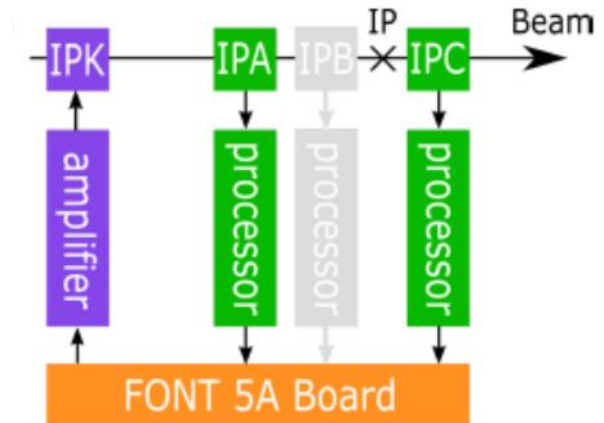 IP
Beam
IPK
IPA
IPB
IPC
amplifier
processor
processor
processor
FONT 5A Board